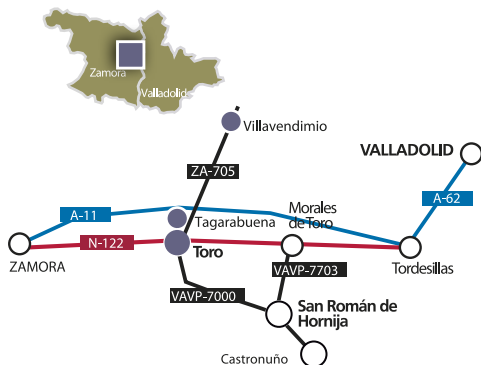 Zamora
Valladolid
Villavendimio
VALLADOLID
ZA-705
A-62
A-11
Tagarabuena
Morales
de Toro
N-122
Toro
ZAMORA
Tordesillas
VAVP-7703
VAVP-7000
San Román de
Hornija
Castronuño